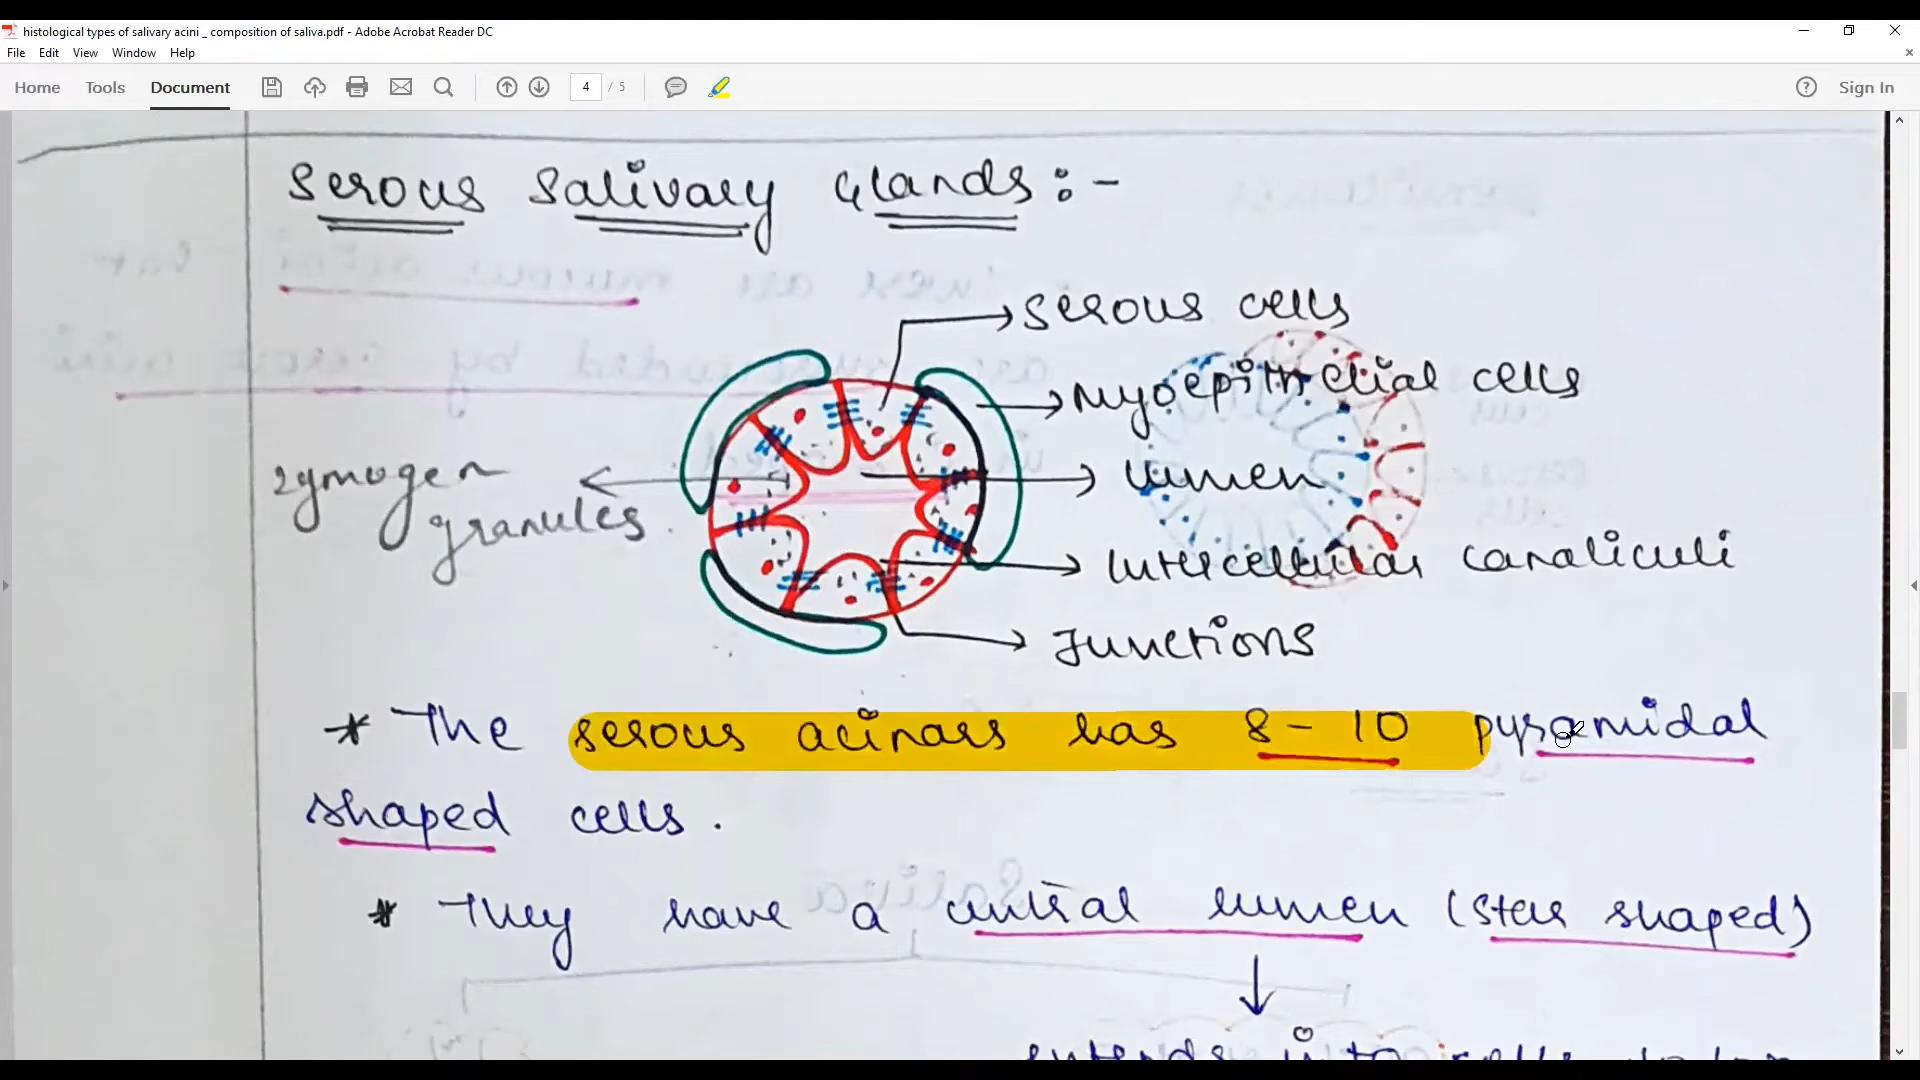 histological types of salivary acini _ composition of saliva.pdf - Adobe Acrobat Reader DC
File Edit View Window Help
Home Tools Document 4 / 5 Sign In
Serous Salivary Glands:-
serous cells
Myoepithelial cells
zymogen granules.
lumen
Intercellular canaliculi
Junctions
* The serous acinars has 8-10 pyramidal
shaped cells.
* They have a central lumen (star shaped)
↓